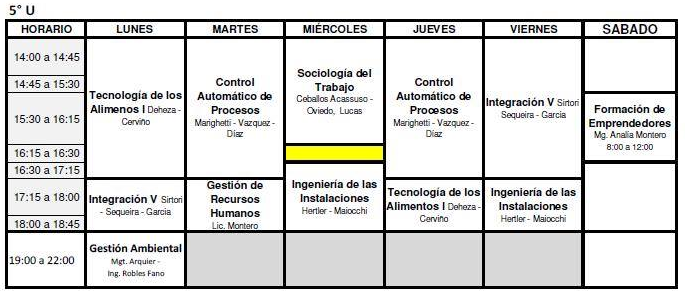 5° U
HORARIO LUNES MARTES MIÉRCOLES JUEVES VIERNES SABADO
14:00 a 14:45
14:45 a 15:30
15:30 a 16:15
16:15 a 16:30
16:30 a 17:15
17:15 a 18:00
18:00 a 18:45
19:00 a 22:00
Tecnología de los
Alimenos I Deheza -
Cerviño
Integración V Sirtori
- Sequeira - Garcia
Gestión Ambiental
Mgt. Arquier -
Ing. Robles Fano
Control
Automático de
Procesos
Marighetti - Vazquez -
Díaz
Gestión de
Recursos
Humanos
Lic. Montero
Sociología del
Trabajo
Ceballos Acassuso -
Oviedo, Lucas
Ingeniería de las
Instalaciones
Hertler - Maiocchi
Control
Automático de
Procesos
Marighetti - Vazquez -
Díaz
Tecnología de los
Alimentos I Deheza -
Cerviño
Integración V Sirtori
Sequeira - Garcia
Ingeniería de las
Instalaciones
Hertler - Maiocchi
Formación de
Emprendedores
Mg. Analía Montero
8:00 a 12:00